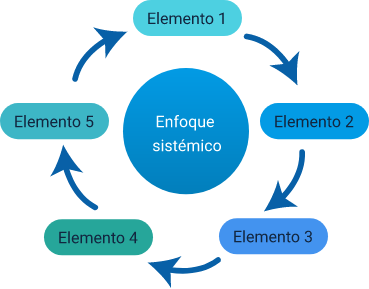 Elemento 1
Elemento 2
Elemento 3
Elemento 4
Elemento 5
Enfoque
sistémico